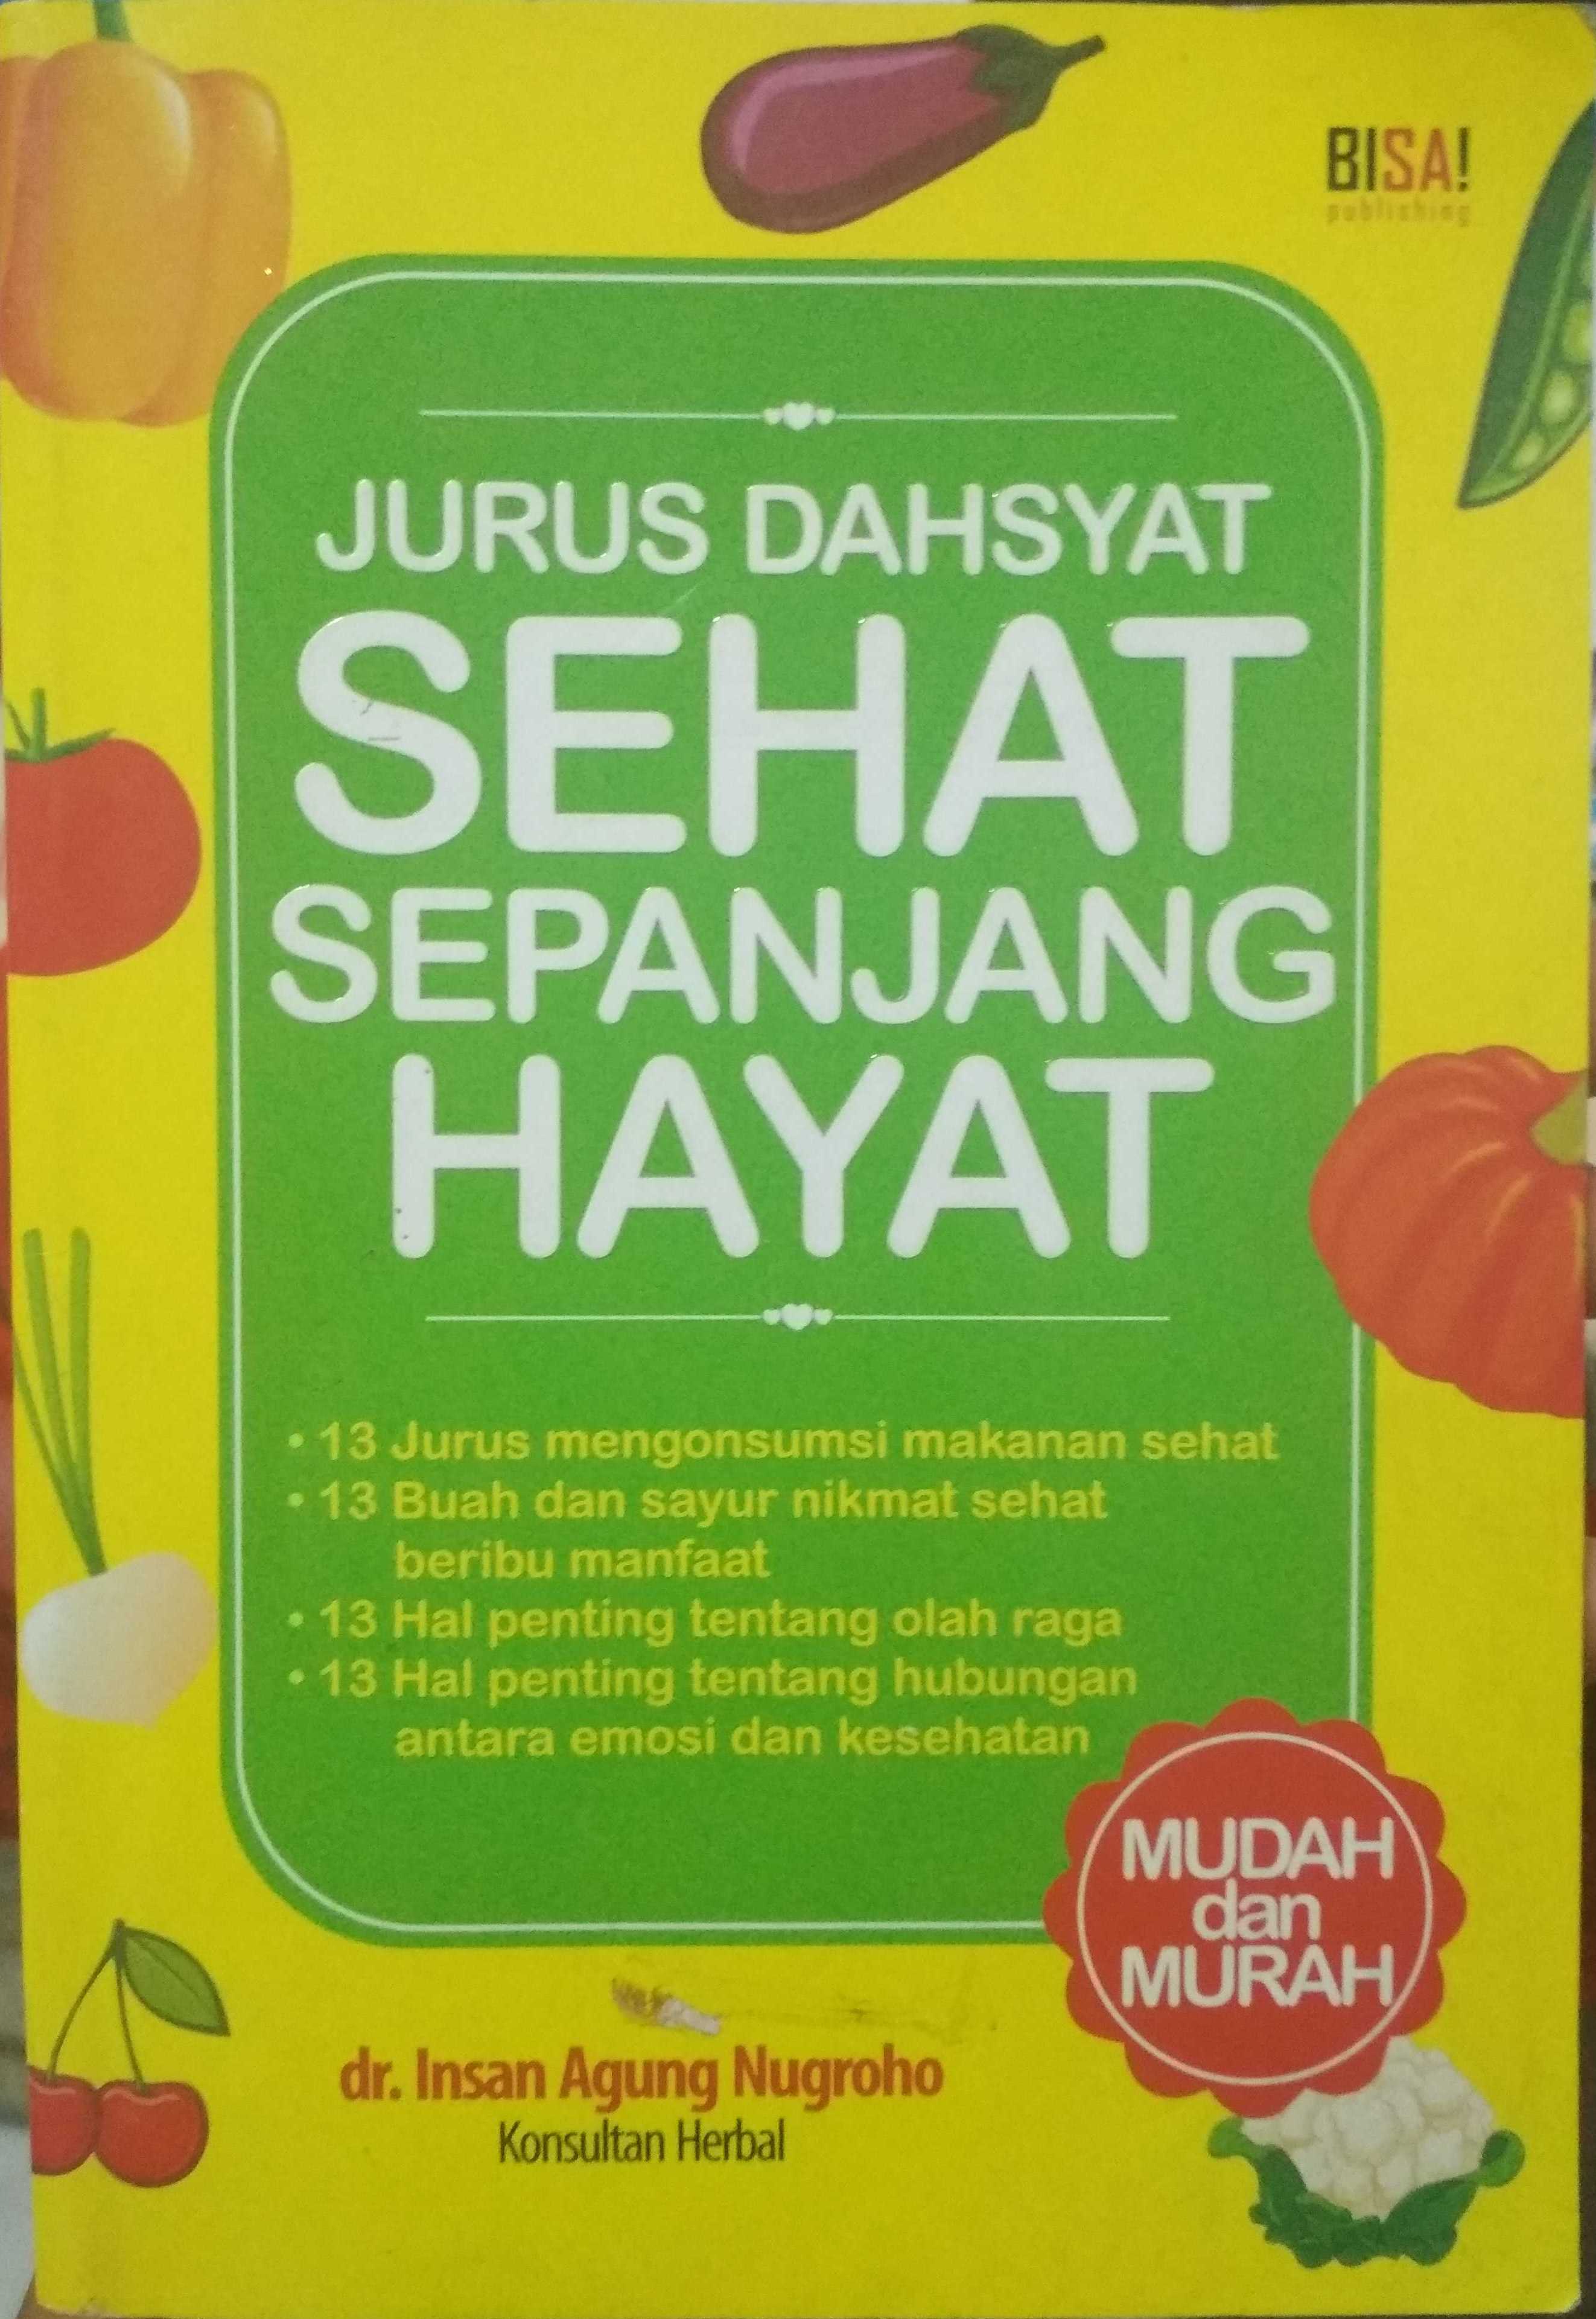 BISA!
publishing
JURUS DAHSYAT
SEHAT
SEPANJANG
HAYAT
• 13 Jurus mengonsumsi makanan sehat
• 13 Buah dan sayur nikmat sehat
beribu manfaat
• 13 Hal penting tentang olah raga
• 13 Hal penting tentang hubungan
antara emosi dan kesehatan
MUDAH
dan
MURAH
dr. Insan Agung Nugroho
Konsultan Herbal